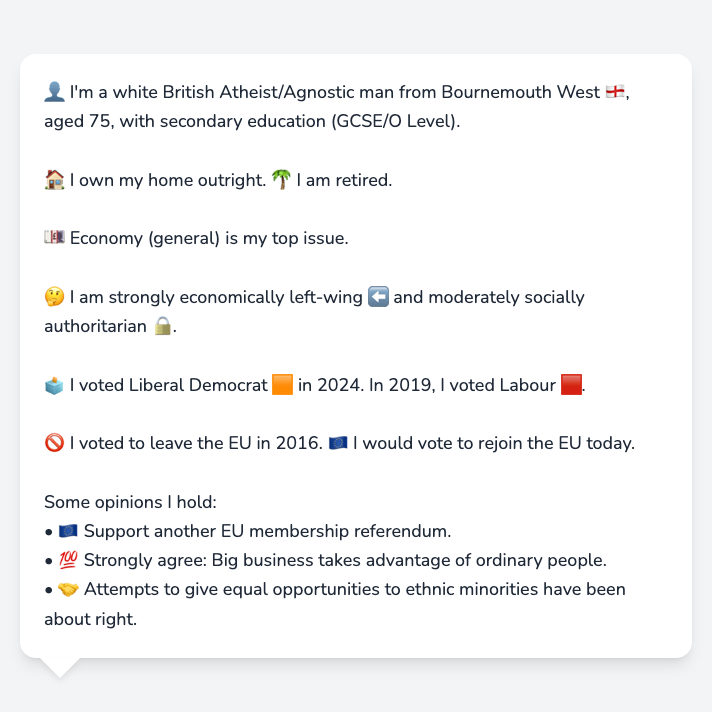 👤 I'm a white British Atheist/Agnostic man from Bournemouth West 🏴󠁧󠁢󠁥󠁮󠁧󠁿,
aged 75, with secondary education (GCSE/O Level).
🏠 I own my home outright. 🌴 I am retired.
💷 Economy (general) is my top issue.
🤔 I am strongly economically left-wing ⬅️ and moderately socially
authoritarian 🔒.
🗳️ I voted Liberal Democrat 🟧 in 2024. In 2019, I voted Labour 🟥.
🚫 I voted to leave the EU in 2016. 🇪🇺 I would vote to rejoin the EU today.
Some opinions I hold:
• 🇪🇺 Support another EU membership referendum.
• 💯 Strongly agree: Big business takes advantage of ordinary people.
• 🤝 Attempts to give equal opportunities to ethnic minorities have been
about right.